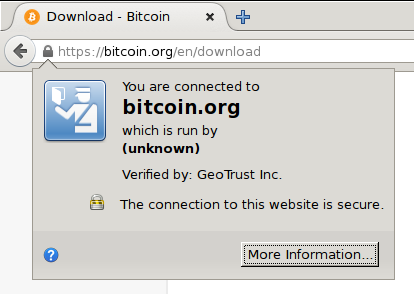 Download - Bitcoin
https://bitcoin.org/en/download
You are connected to
bitcoin.org
which is run by
(unknown)
Verified by: GeoTrust Inc.
The connection to this website is secure.
More Information...